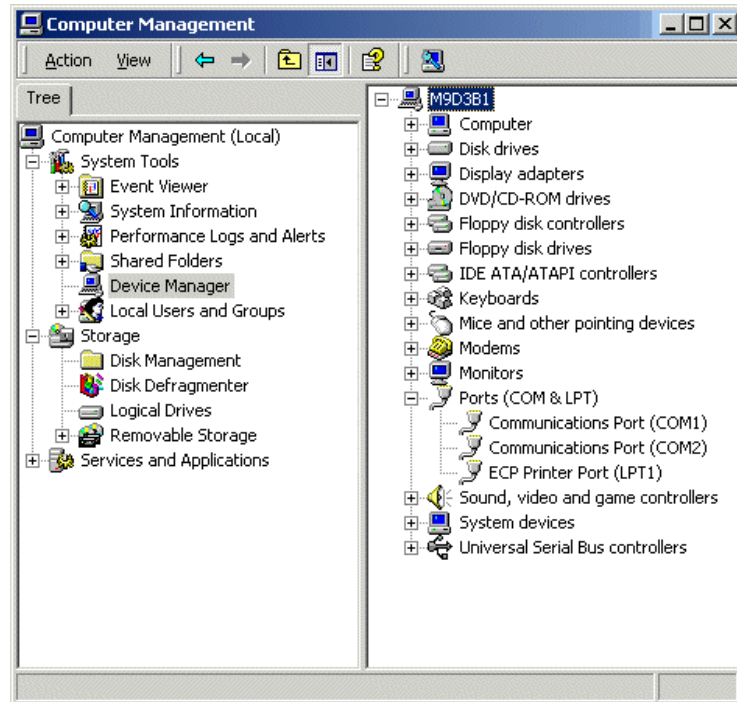 Computer Management
Action View
Tree
Computer Management (Local)
System Tools
Event Viewer
System Information
Performance Logs and Alerts
Shared Folders
Device Manager
Local Users and Groups
Storage
Disk Management
Disk Defragmenter
Logical Drives
Removable Storage
Services and Applications
M9D3B1
Computer
Disk drives
Display adapters
DVD/CD-ROM drives
Floppy disk controllers
Floppy disk drives
IDE ATA/ATAPI controllers
Keyboards
Mice and other pointing devices
Modems
Monitors
Ports (COM & LPT)
Communications Port (COM1)
Communications Port (COM2)
ECP Printer Port (LPT1)
Sound, video and game controllers
System devices
Universal Serial Bus controllers